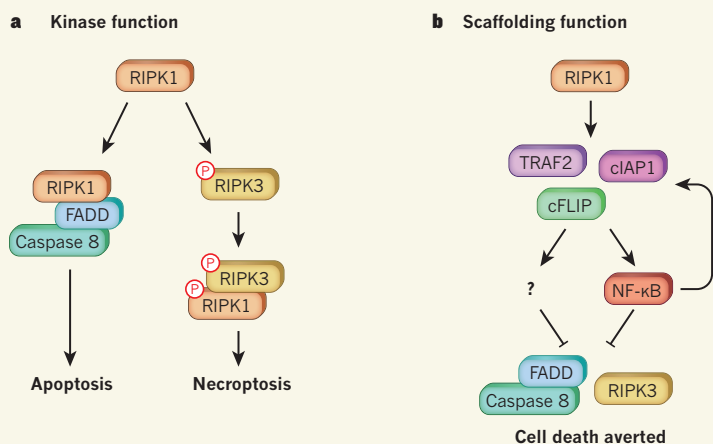 a Kinase function
RIPK1
RIPK1
FADD
Caspase 8
Apoptosis
P
RIPK3
P
RIPK3
P
RIPK1
Necroptosis
b Scaffolding function
RIPK1
TRAF2
cIAP1
cFLIP
?
NF-κB
FADD
Caspase 8
RIPK3
Cell death averted